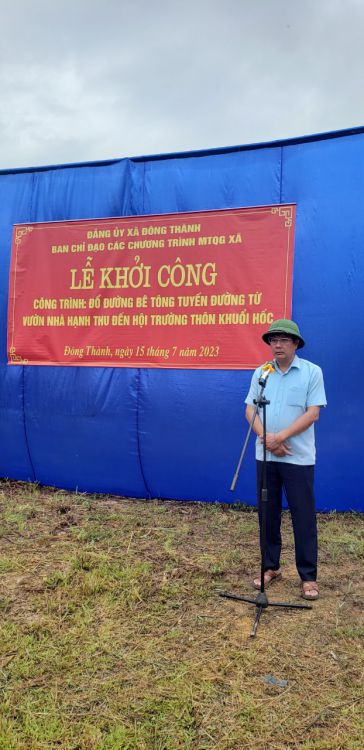 ĐẢNG ỦY XÃ ĐÔNG THÀNH
BAN CHỈ ĐẠO CÁC CHƯƠNG TRÌNH MTQG XÃ
LỄ KHỞI CÔNG
CÔNG TRÌNH: ĐỔ ĐƯỜNG BÊ TÔNG TUYẾN ĐƯỜNG TỪ
VƯỜN NHÀ HẠNH THU ĐẾN HỘI TRƯỜNG THÔN KHUỔI HỐC
Đông Thành, ngày 15 tháng 7 năm 2023